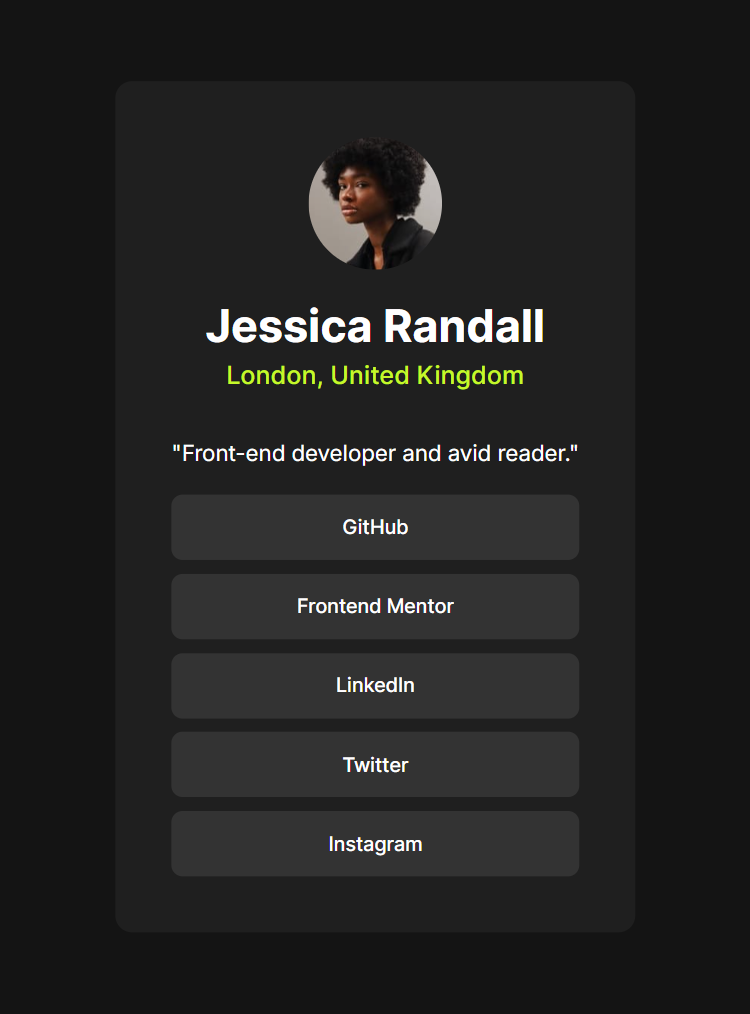 Jessica Randall
London, United Kingdom
"Front-end developer and avid reader."
GitHub
Frontend Mentor
LinkedIn
Twitter
Instagram